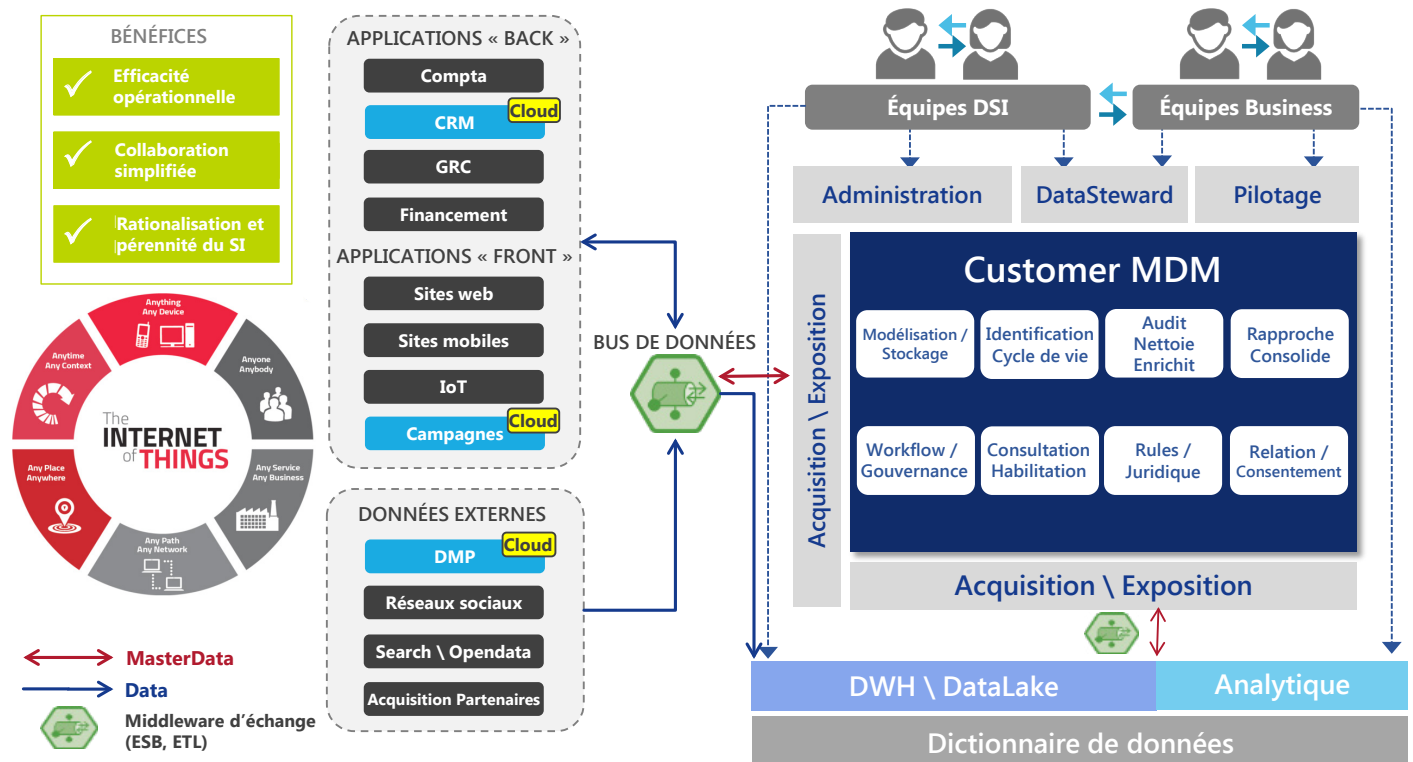 BÉNÉFICES
Efficacité
opérationnelle
Collaboration
simplifiée
Rationalisation et
pérennité du SI
Anything
Any Device
Anyone
Anybody
Any Service
Any Business
Any Path
Any Network
Any Place
Anywhere
Anytime
Any Context
The
INTERNET
of THINGS
MasterData
Data
Middleware d'échange
(ESB, ETL)
APPLICATIONS « BACK »
Compta
CRM
Cloud
GRC
Financement
APPLICATIONS « FRONT »
Sites web
Sites mobiles
IoT
Campagnes
Cloud
DONNÉES EXTERNES
DMP
Cloud
Réseaux sociaux
Search \ Opendata
Acquisition Partenaires
BUS DE DONNÉES
Équipes DSI
Équipes Business
Administration
DataSteward
Pilotage
Acquisition \ Exposition
Customer MDM
Modélisation /
Stockage
Identification
Cycle de vie
Audit
Nettoie
Enrichit
Rapproche
Consolide
Workflow /
Gouvernance
Consultation
Habilitation
Rules /
Juridique
Relation /
Consentement
Acquisition \ Exposition
DWH \ DataLake
Analytique
Dictionnaire de données